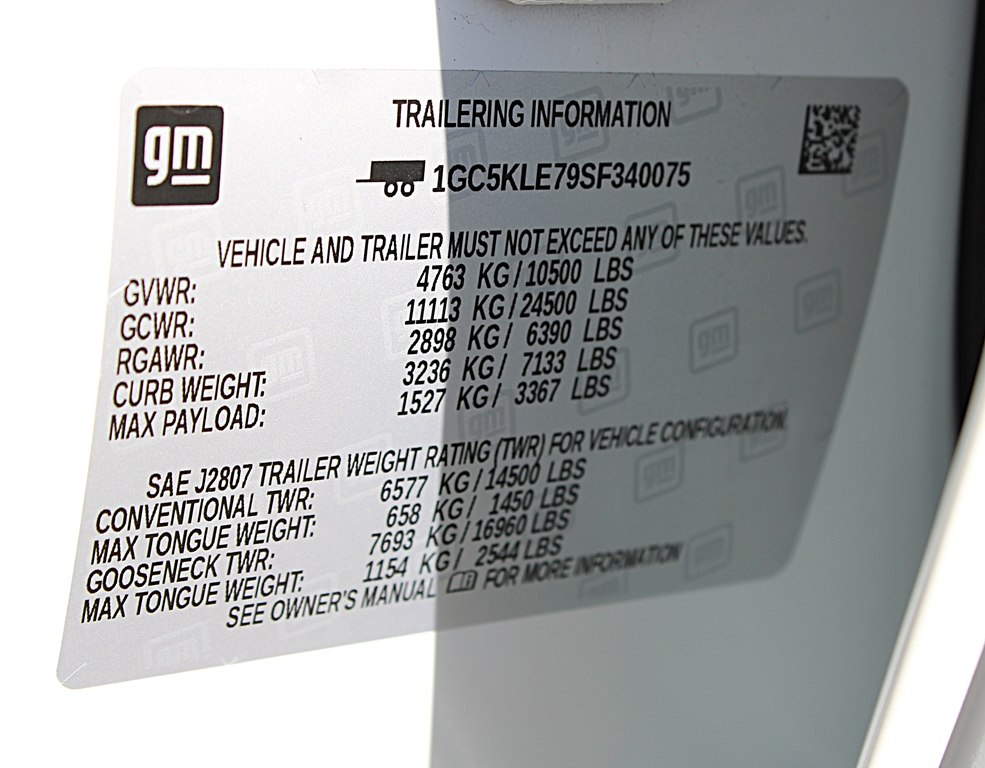 gm
TRAILERING INFORMATION
1GC5KLE79SF340075
VEHICLE AND TRAILER MUST NOT EXCEED ANY OF THESE VALUES.
GVWR: 4763 KG / 10500 LBS
GCWR: 11113 KG / 24500 LBS
RGAWR: 2898 KG / 6390 LBS
CURB WEIGHT: 3236 KG / 7133 LBS
MAX PAYLOAD: 1527 KG / 3367 LBS
SAE J2807 TRAILER WEIGHT RATING (TWR) FOR VEHICLE CONFIGURATION.
CONVENTIONAL TWR: 6577 KG / 14500 LBS
MAX TONGUE WEIGHT: 658 KG / 1450 LBS
GOOSENECK TWR: 7693 KG / 16960 LBS
MAX TONGUE WEIGHT: 1154 KG / 2544 LBS
SEE OWNER'S MANUAL FOR MORE INFORMATION